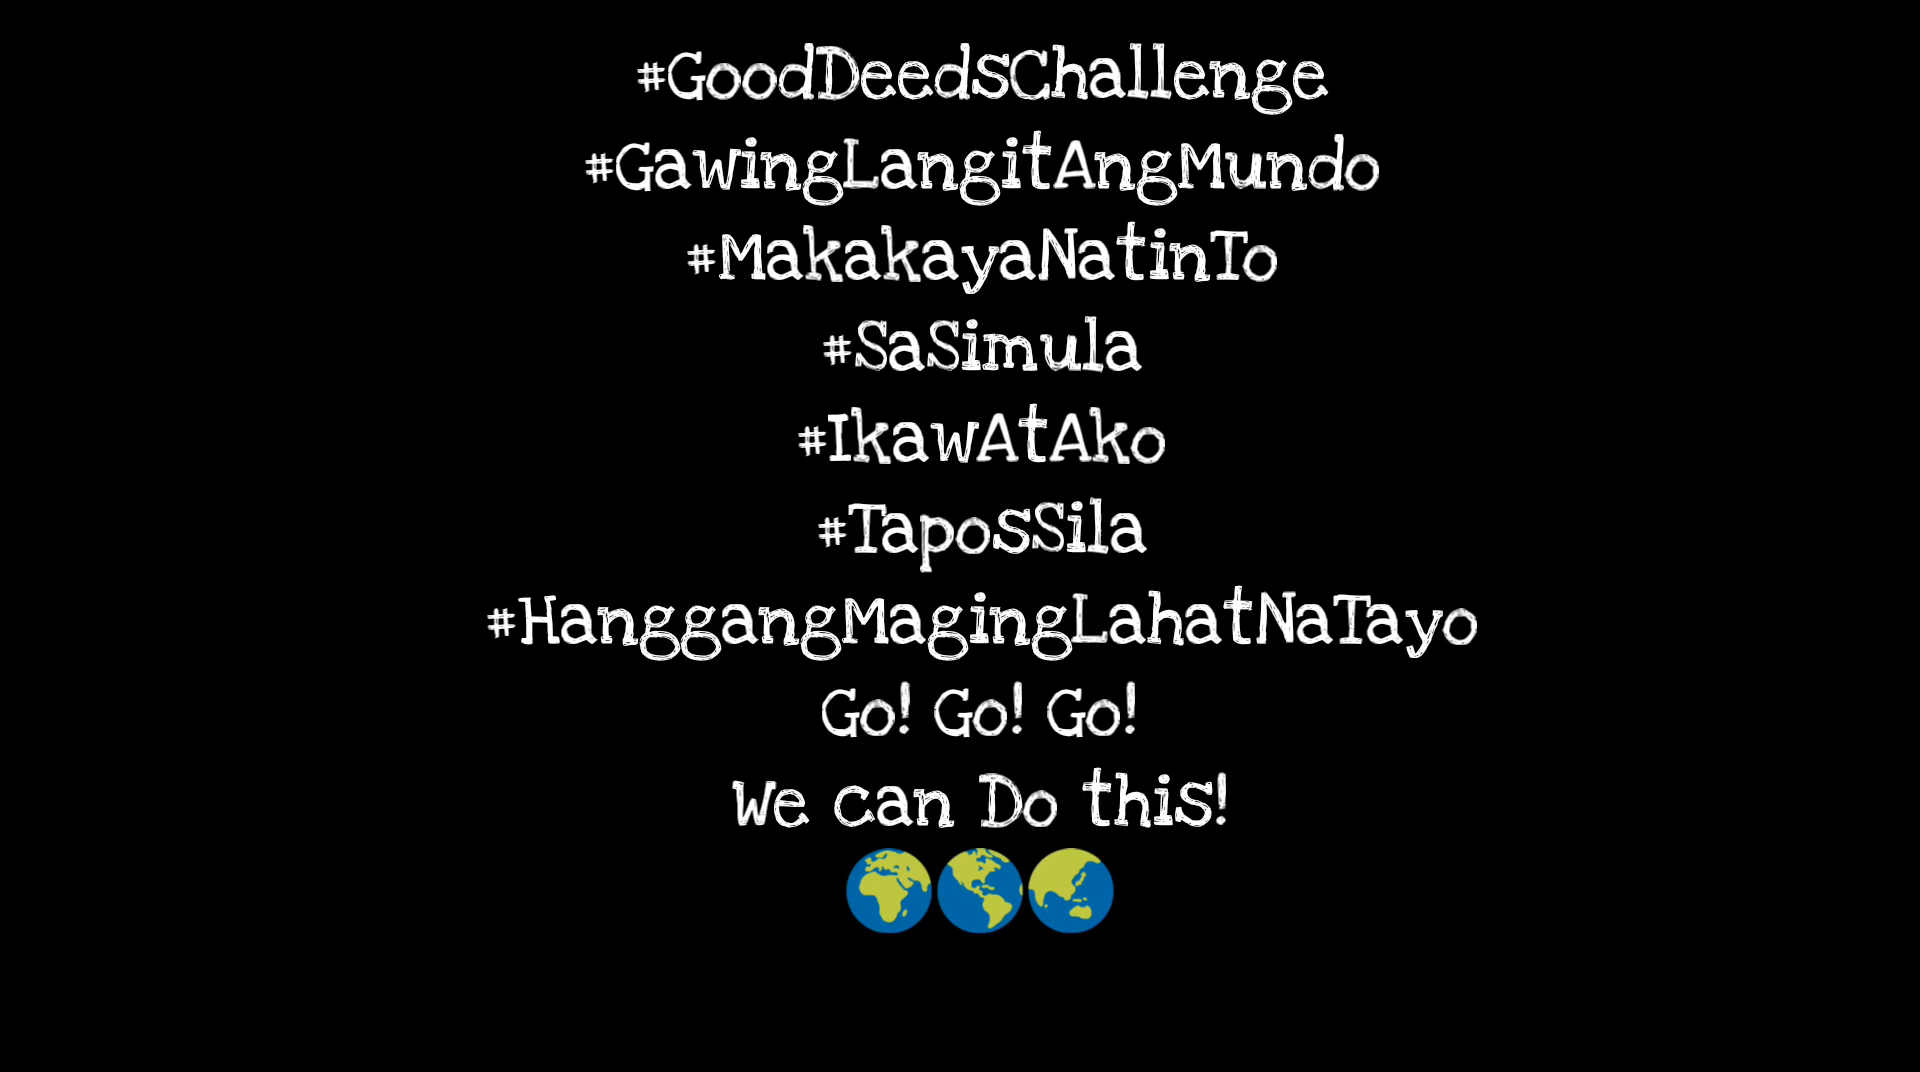 #GoodDeedsChallenge
#GawingLangitAngMundo
#MakakayaNatinTo
#SaSimula
#IkawAtAko
#TaposSila
#HanggangMagingLahatNaTayo
Go! Go! Go!
We can Do this!